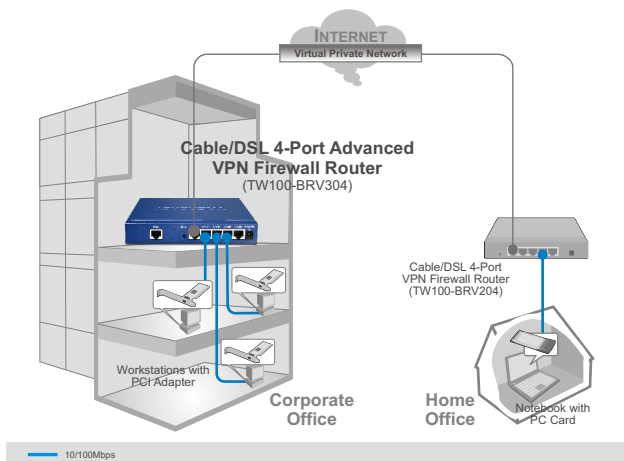 INTERNET
Virtual Private Network
Cable/DSL 4-Port Advanced
VPN Firewall Router
(TW100-BRV304)
Cable/DSL 4-Port
VPN Firewall Router
(TW100-BRV204)
Workstations with
PCI Adapter
Corporate
Office
Home
Office
Notebook with
PC Card
10/100Mbps